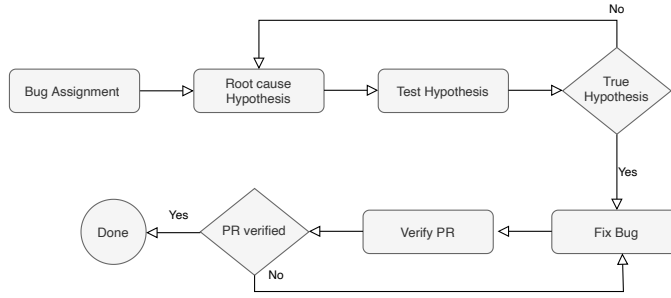 No
Bug Assignment
Root cause
Hypothesis
Test Hypothesis
True
Hypothesis
Yes
Done
Yes
PR verified
Verify PR
Fix Bug
No